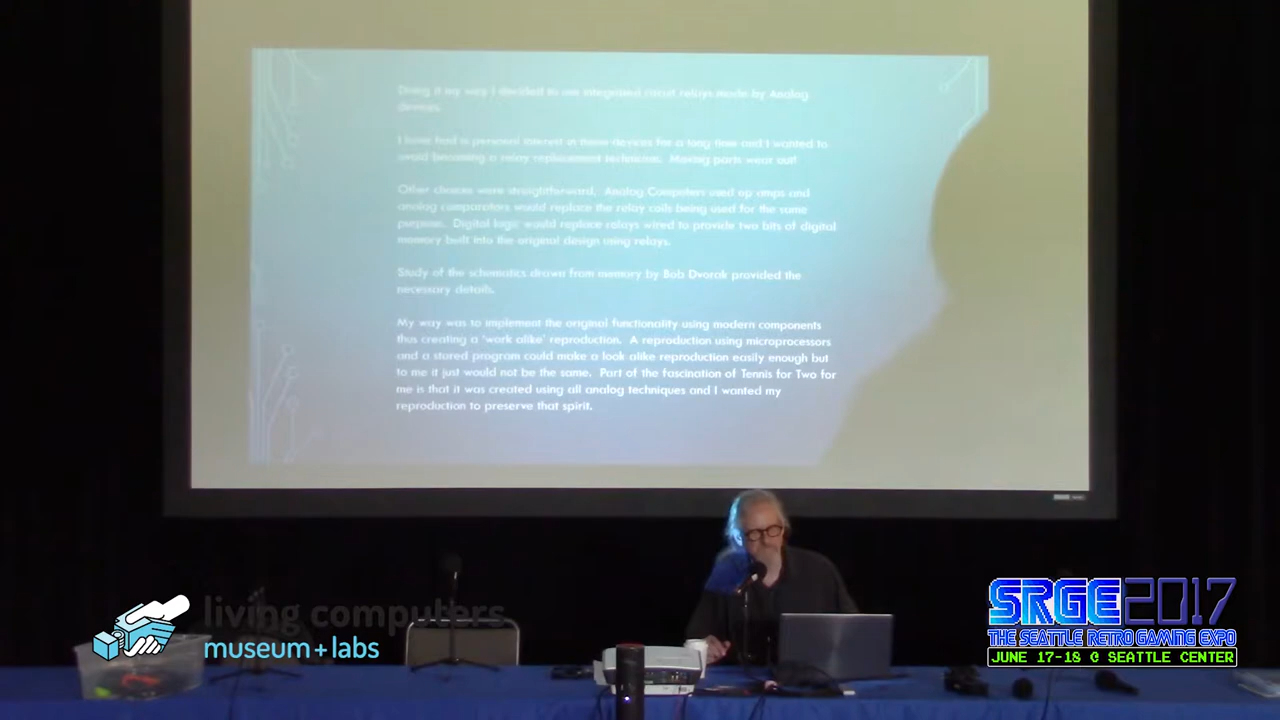 Doing it my way I decided to use integrated circuit relays made by Analog
devices.
I have had a personal interest in these devices for a long time and I wanted to
avoid becoming a relay replacement technician. Moving parts wear out!
Other choices were straightforward. Analog Computers used op amps and
analog comparators would replace the relay coils being used for the same
purpose. Digital logic would replace relays wired to provide two bits of digital
memory built into the original design using relays.
Study of the schematics drawn from memory by Bob Dvorak provided the
necessary details.
My way was to implement the original functionality using modern components
thus creating a 'work alike' reproduction. A reproduction using microprocessors
and a stored program could make a look alike reproduction easily enough but
to me it just would not be the same. Part of the fascination of Tennis for Two for
me is that it was created using all analog techniques and I wanted my
reproduction to preserve that spirit.
living computers
museum+labs
SRGE2017
THE SEATTLE RETRO GAMING EXPO
JUNE 17-18 @ SEATTLE CENTER